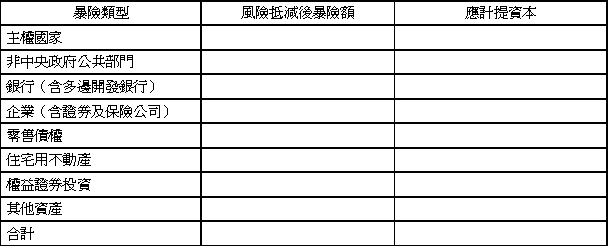 暴險類型 風險抵減後暴險額 應計提資本
主權國家
非中央政府公共部門
銀行（含多邊開發銀行）
企業（含證券及保險公司）
零售債權
住宅用不動產
權益證券投資
其他資產
合計